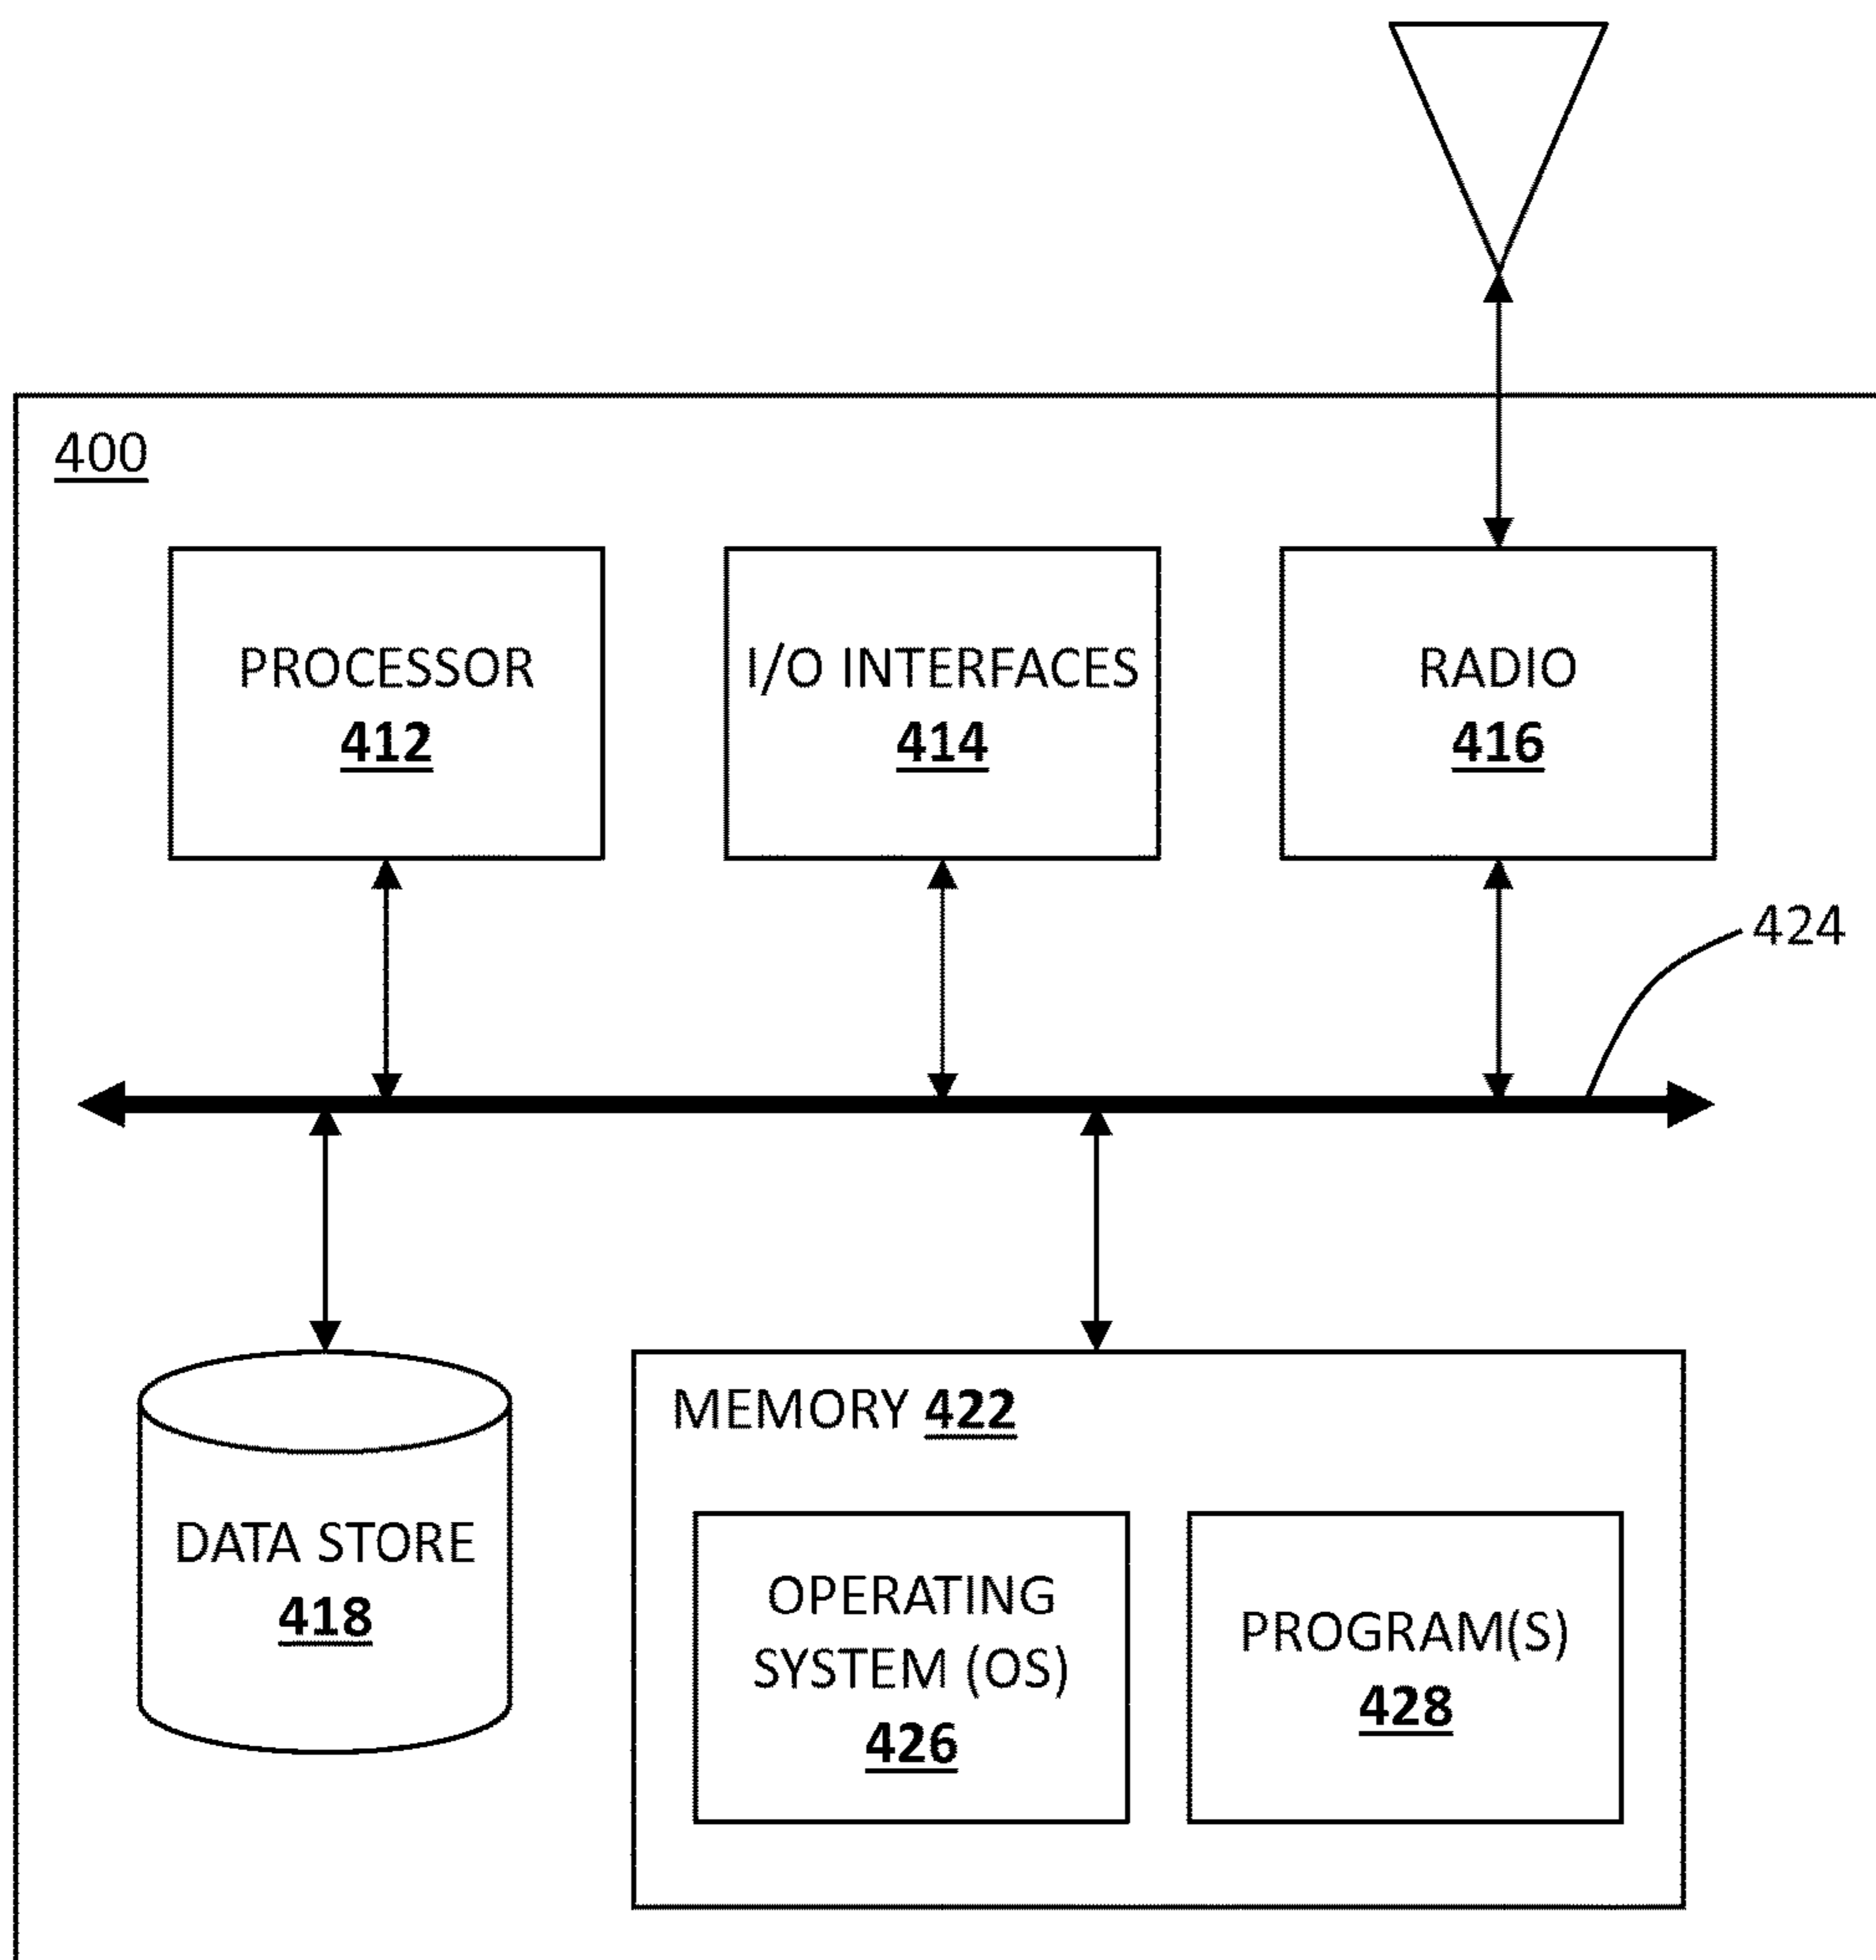 400
PROCESSOR
412
I/O INTERFACES
414
RADIO
416
424
DATA STORE
418
MEMORY 422
OPERATING
SYSTEM (OS)
426
PROGRAM(S)
428